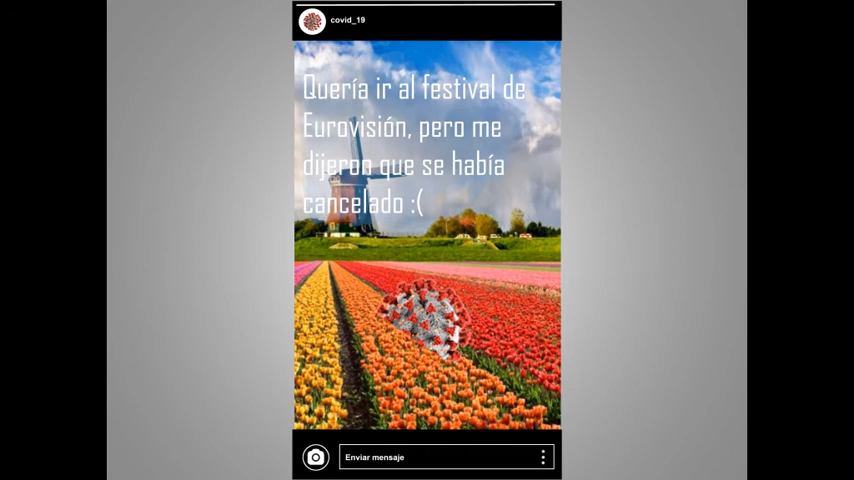 covid_19
Quería ir al festival de
Eurovisión, pero me
dijeron que se había
cancelado :(
Enviar mensaje